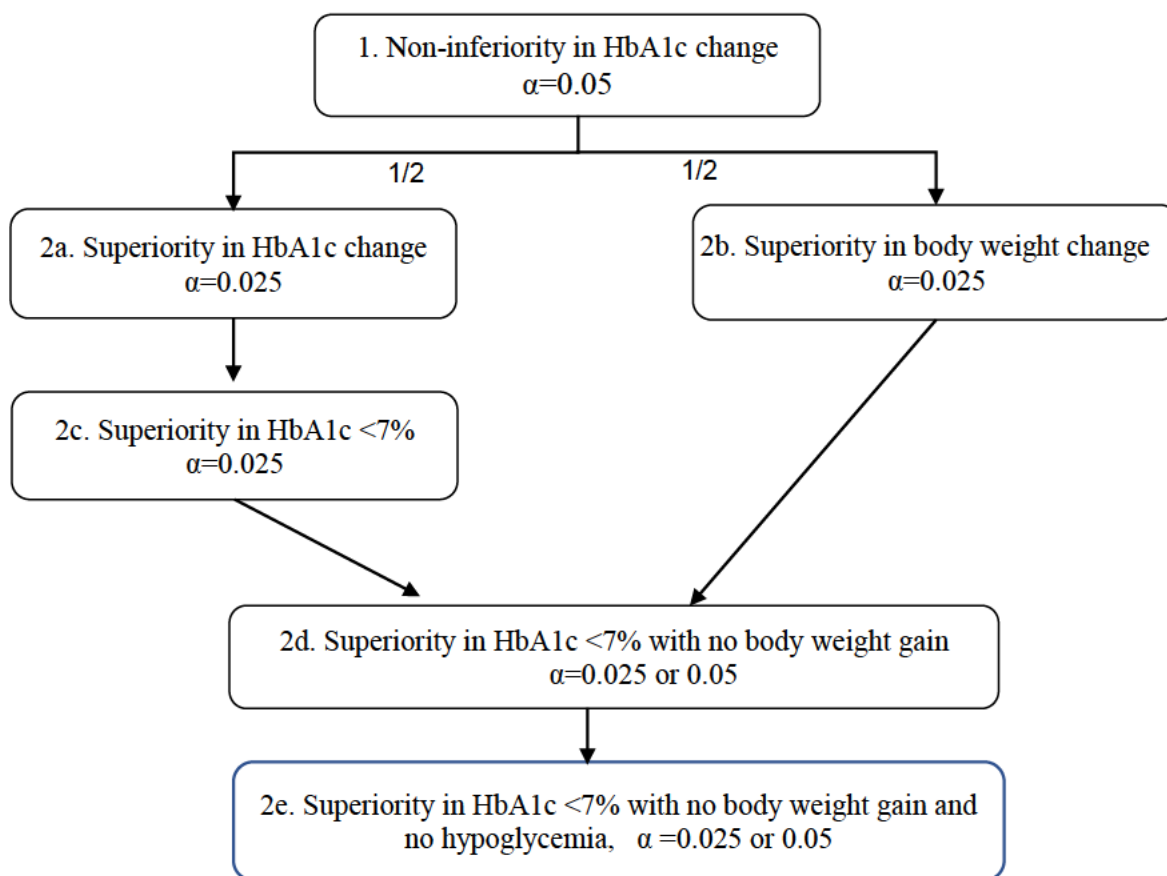 1. Non-inferiority in HbA1c change
α=0.05
1/2
1/2
2a. Superiority in HbA1c change
α=0.025
2b. Superiority in body weight change
α=0.025
2c. Superiority in HbA1c <7%
α=0.025
2d. Superiority in HbA1c <7% with no body weight gain
α=0.025 or 0.05
2e. Superiority in HbA1c <7% with no body weight gain and
no hypoglycemia, α =0.025 or 0.05